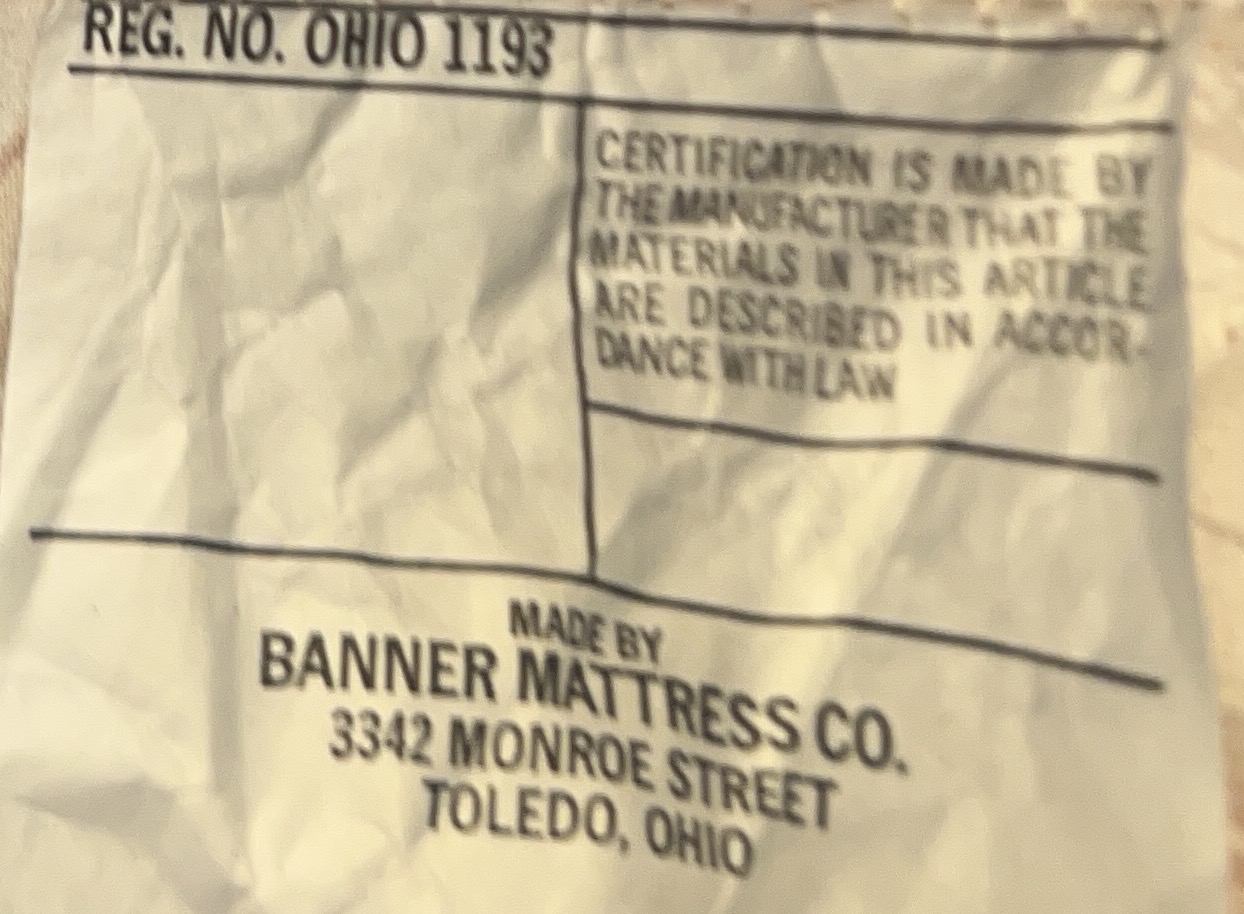 REG. NO. OHIO 1193
CERTIFICATION IS MADE BY
THE MANUFACTURER THAT THE
MATERIALS IN THIS ARTICLE
ARE DESCRIBED IN ACCOR-
DANCE WITH LAW
MADE BY
BANNER MATTRESS CO.
3342 MONROE STREET
TOLEDO, OHIO